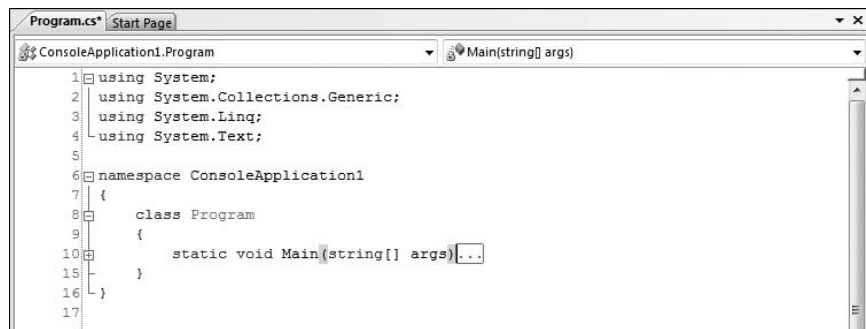 Program.cs* Start Page
ConsoleApplication1.Program Main(string[] args)
1 using System;
2 using System.Collections.Generic;
3 using System.Linq;
4 using System.Text;
5
6 namespace ConsoleApplication1
7 {
8 class Program
9 {
10 static void Main(string[] args)...
15 }
16 }
17